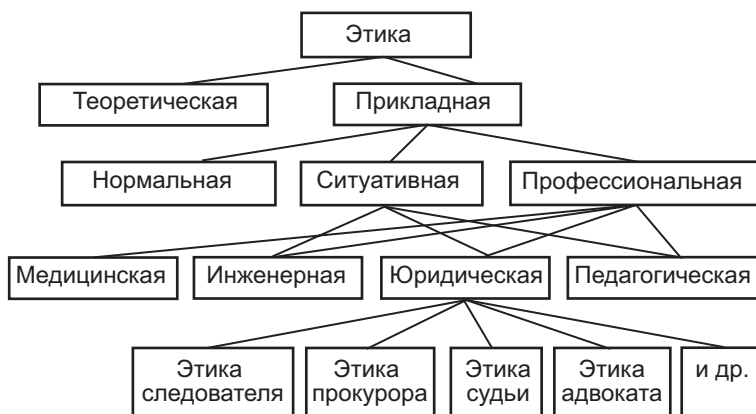 Этика
Теоретическая
Прикладная
Нормальная
Ситуативная
Профессиональная
Медицинская
Инженерная
Юридическая
Педагогическая
Этика
следователя
Этика
прокурора
Этика
судьи
Этика
адвоката
и др.